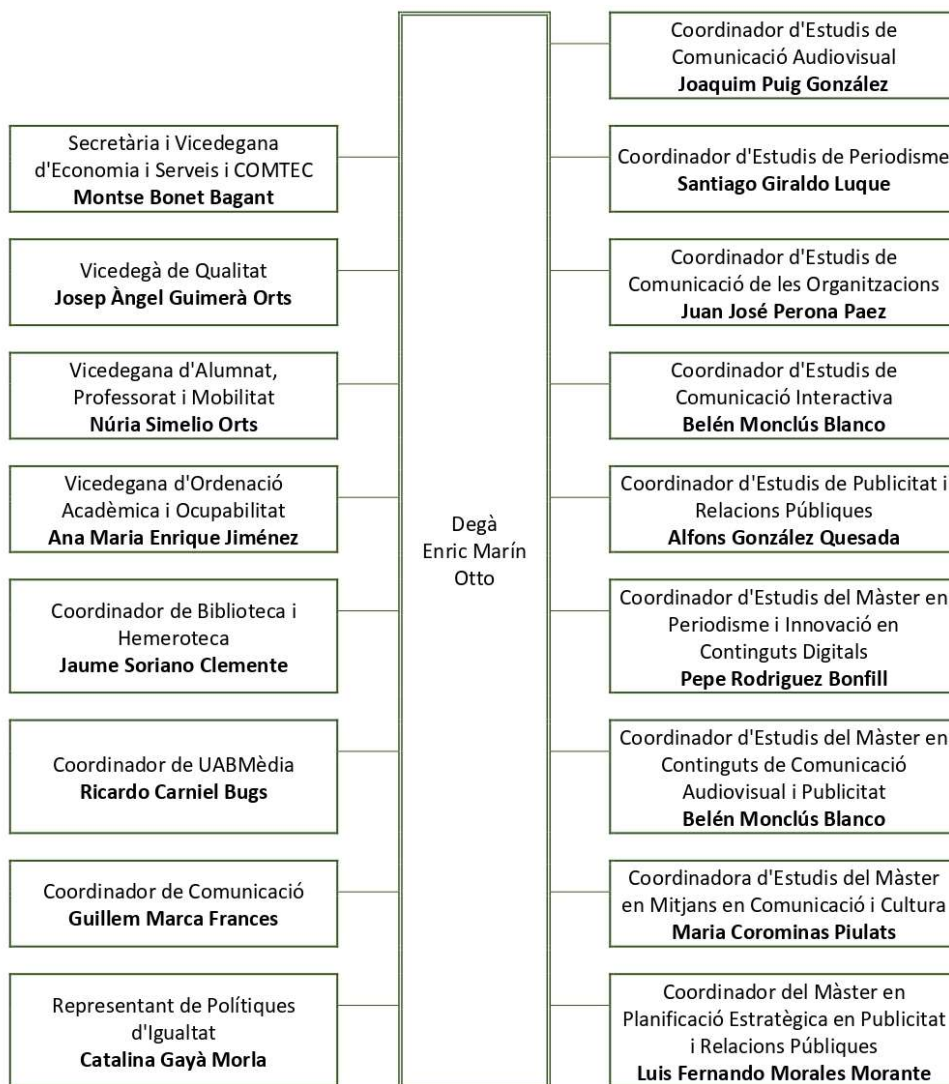 Secretària i Vicedegana
d'Economia i Serveis i COMTEC
Montse Bonet Bagant
Vicedegà de Qualitat
Josep Àngel Guimerà Orts
Vicedegana d'Alumnat,
Professorat i Mobilitat
Núria Simelio Orts
Vicedegana d'Ordenació
Acadèmica i Ocupabilitat
Ana Maria Enrique Jiménez
Coordinador de Biblioteca i
Hemeroteca
Jaume Soriano Clemente
Coordinador de UABMèdia
Ricardo Carniel Bugs
Coordinador de Comunicació
Guillem Marca Frances
Representant de Polítiques
d'Igualtat
Catalina Gayà Morla
Degà
Enric Marín
Otto
Coordinador d'Estudis de
Comunicació Audiovisual
Joaquim Puig González
Coordinador d'Estudis de Periodisme
Santiago Giraldo Luque
Coordinador d'Estudis de
Comunicació de les Organitzacions
Juan José Perona Paez
Coordinador d'Estudis de
Comunicació Interactiva
Belén Monclús Blanco
Coordinador d'Estudis de Publicitat i
Relacions Públiques
Alfons González Quesada
Coordinador d'Estudis del Màster en
Periodisme i Innovació en
Continguts Digitals
Pepe Rodriguez Bonfill
Coordinador d'Estudis del Màster en
Continguts de Comunicació
Audiovisual i Publicitat
Belén Monclús Blanco
Coordinadora d'Estudis del Màster
en Mitjans en Comunicació i Cultura
Maria Corominas Piulats
Coordinador del Màster en
Planificació Estratègica en Publicitat
i Relacions Públiques
Luis Fernando Morales Morante